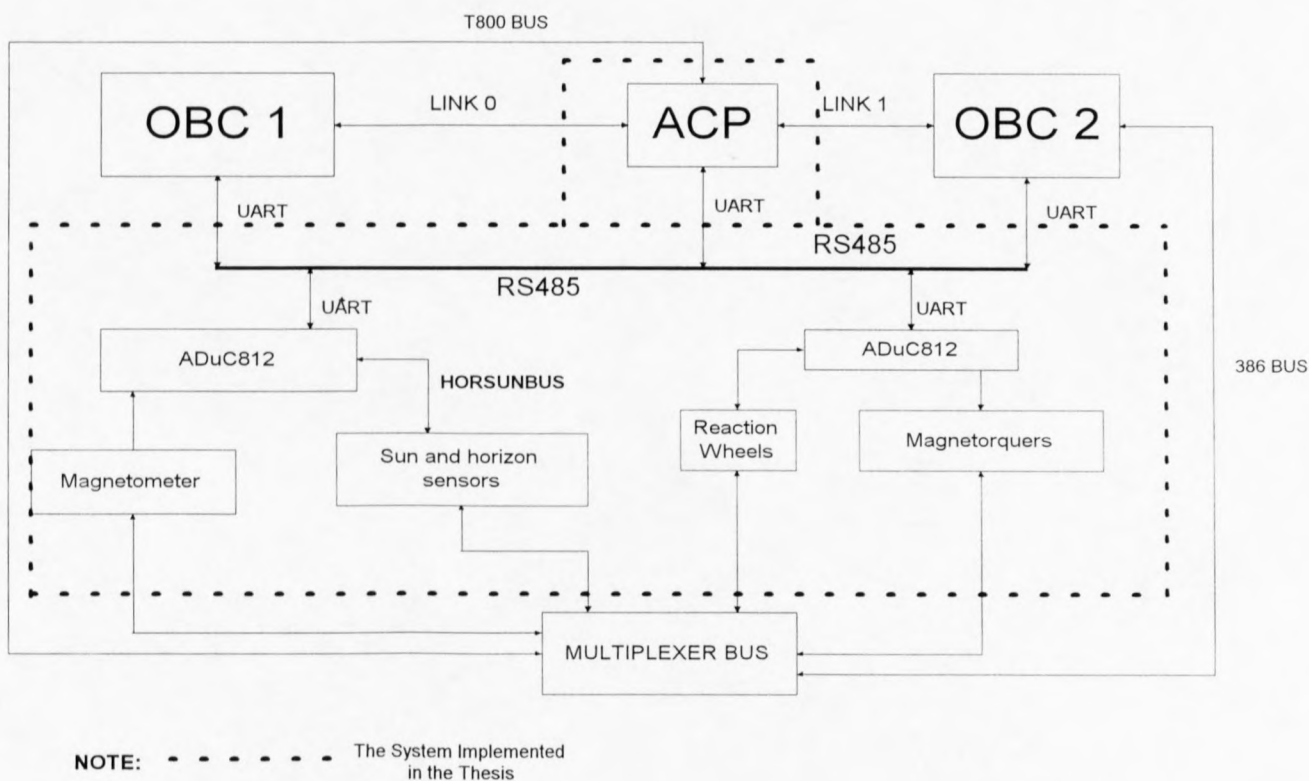 T800 BUS
OBC 1
LINK 0
ACP
LINK 1
OBC 2
UART
UART
UART
RS485
RS485
UART
UART
ADuC812
ADuC812
386 BUS
HORSUNBUS
Reaction
Wheels
Magnetorquers
Sun and horizon
sensors
Magnetometer
MULTIPLEXER BUS
NOTE:
The System Implemented
in the Thesis